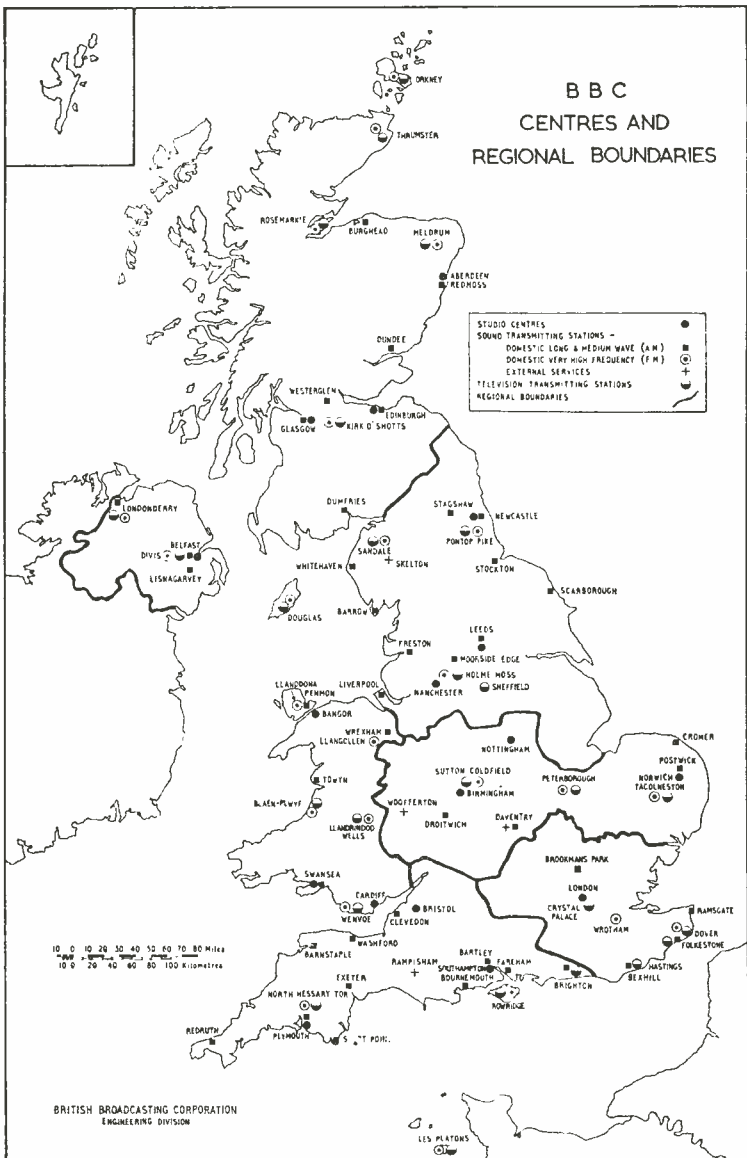 BBC
CENTRES AND
REGIONAL BOUNDARIES
ORKNEY
THRUMSTER
ROSEMARKIE
BURGHEAD
MELDRUM
ABERDEEN
REDMOSS
STUDIO CENTRES
SOUND TRANSMITTING STATIONS –
DOMESTIC LONG & MEDIUM WAVE (A M)
DOMESTIC VERY HIGH FREQUENCY (F M)
EXTERNAL SERVICES
TELEVISION TRANSMITTING STATIONS
REGIONAL BOUNDARIES
DUNDEE
WESTERGLEN
EDINBURGH
GLASGOW
KIRK O' SHOTTS
DUMFRIES
LONDONDERRY
STAGSHAW
NEWCASTLE
PONTOP PIKE
BELFAST
DIVIS
LISNAGARVEY
SANDALE
WHITEHAVEN
SKELTON
STOCKTON
SCARBOROUGH
DOUGLAS
BARROW
LEEDS
PRESTON
MOORSIDE EDGE
HOLME MOSS
MANCHESTER
SHEFFIELD
LLANDDONA
PENMON
LIVERPOOL
BANGOR
WREXHAM
LLANGOLLEN
NOTTINGHAM
CROMER
POSTWICK
NORWICH
TACOLNESTON
SUTTON COLDFIELD
BIRMINGHAM
PETERBOROUGH
TOWYN
BLAEN-PLWYF
LLANDRINDOD
WELLS
WOOFFERTON
DROITWICH
DAVENTRY
BROOKMANS PARK
SWANSEA
CARDIFF
WENVOE
BRISTOL
CLEVEDON
LONDON
CRYSTAL
PALACE
WROTHAM
RAMSGATE
DOVER
FOLKESTONE
10 0 10 20 30 40 50 60 70 80 Miles
10 0 20 40 60 80 100 Kilometres
WASHFORD
BARNSTAPLE
EXETER
RAMPISHAM
BARTLEY
FAREHAM
SOUTHAMPTON
BOURNEMOUTH
ROWRIDGE
BRIGHTON
HASTINGS
BEXHILL
NORTH HESSARY TOR
REDRUTH
PLYMOUTH
BRITISH BROADCASTING CORPORATION
ENGINEERING DIVISION
LES PLATONS